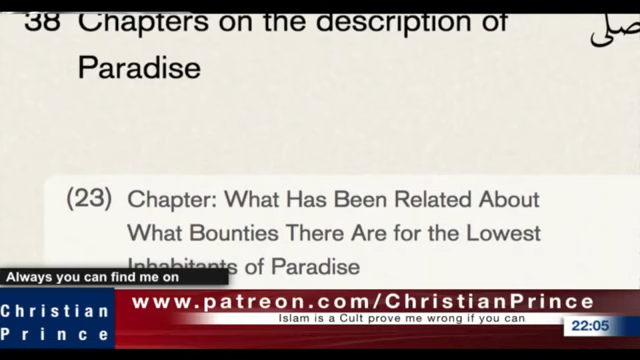 38 Chapters on the description of
Paradise
(23) Chapter: What Has Been Related About
What Bounties There Are for the Lowest
Inhabitants of Paradise
Always you can find me on
www.patreon.com/ChristianPrince
Christian
Prince
Islam is a Cult prove me wrong if you can
22:05